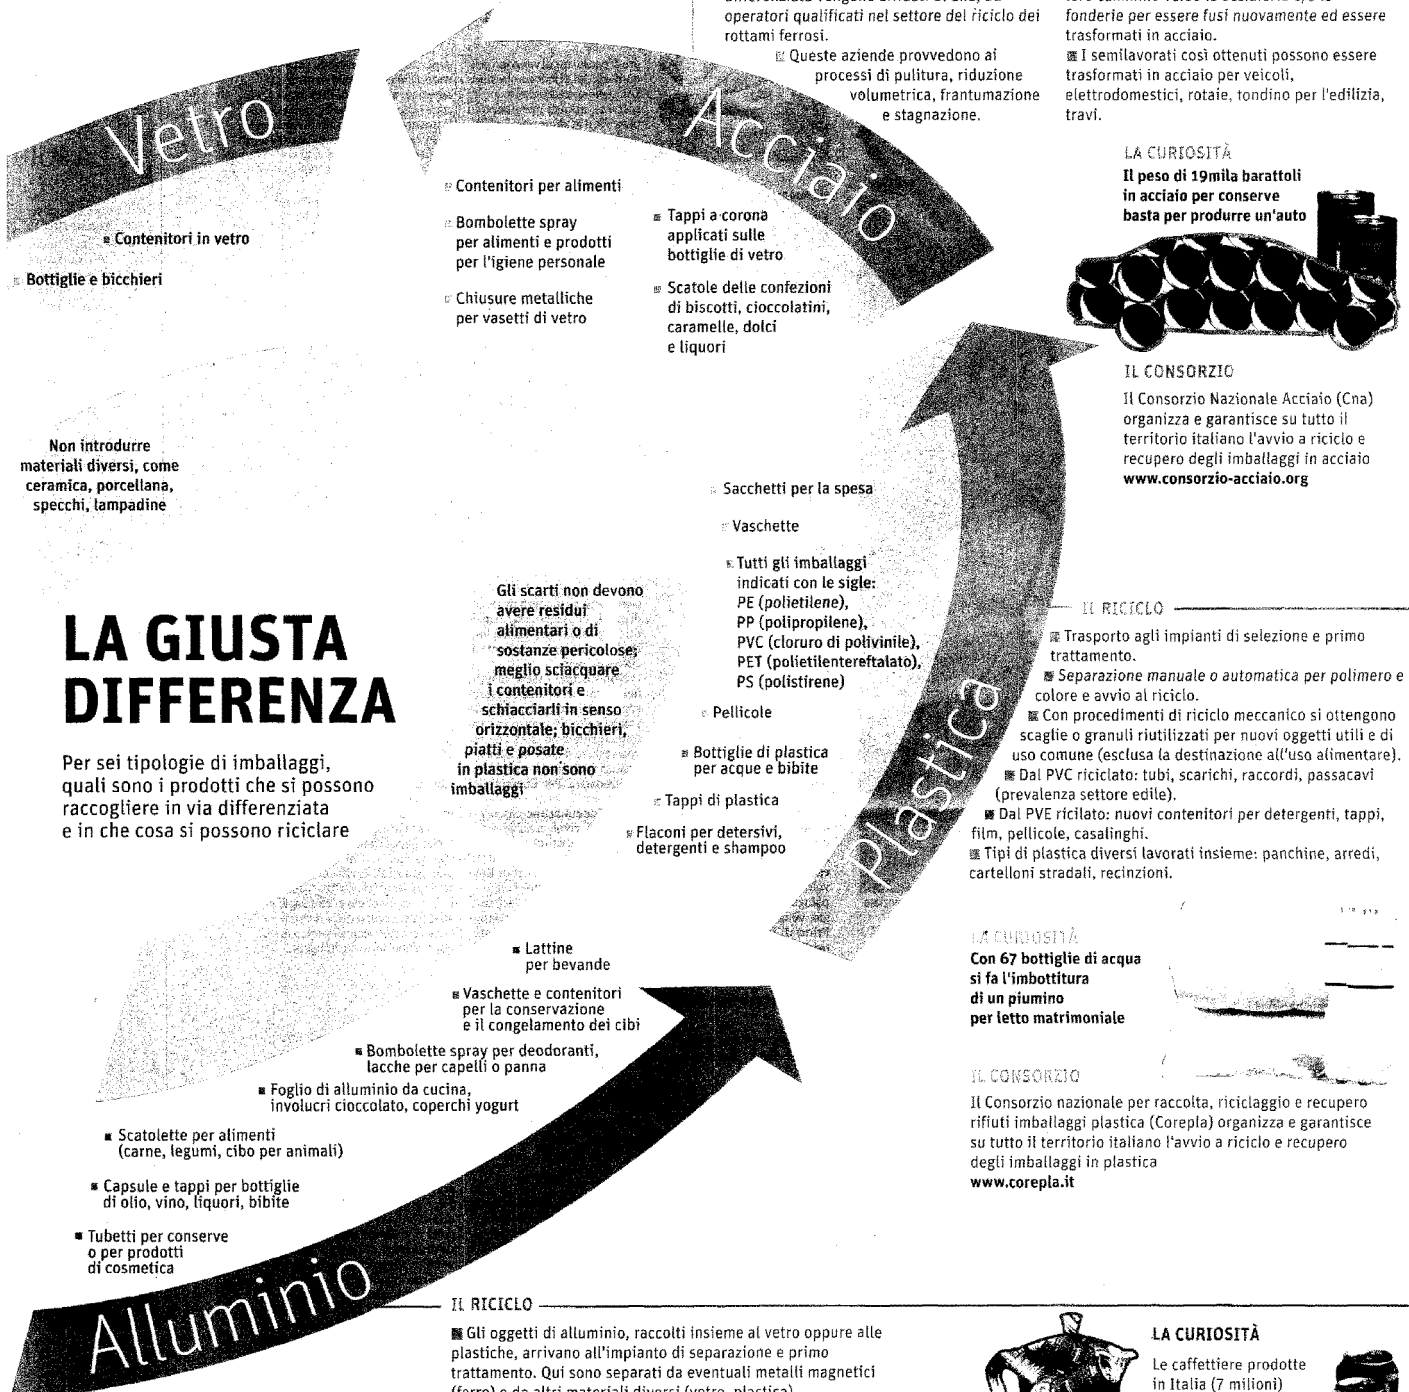 operatori qualificati nel settore del riciclo dei
rottami ferrosi.
Queste aziende provvedono ai
processi di pulitura, riduzione
volumetrica, frantumazione
e stagnazione.
fonderie per essere fusi nuovamente ed essere
trasformati in acciaio.
I semilavorati così ottenuti possono essere
trasformati in acciaio per veicoli,
elettrodomestici, rotaie, tondino per l'edilizia,
travi.
Vetro
Acciaio
Contenitori in vetro
Bottiglie e bicchieri
Contenitori per alimenti
Bombolette spray
per alimenti e prodotti
per l'igiene personale
Chiusure metalliche
per vasetti di vetro
Tappi a corona
applicati sulle
bottiglie di vetro
Scatole delle confezioni
di biscotti, cioccolatini,
caramelle, dolci
e liquori
LA CURIOSITÀ
Il peso di 19mila barattoli
in acciaio per conserve
basta per produrre un'auto
IL CONSORZIO
Il Consorzio Nazionale Acciaio (Cna)
organizza e garantisce su tutto il
territorio italiano l'avvio a riciclo e
recupero degli imballaggi in acciaio
www.consorzio-acciaio.org
Non introdurre
materiali diversi, come
ceramica, porcellana,
specchi, lampadine
LA GIUSTA
DIFFERENZA
Per sei tipologie di imballaggi,
quali sono i prodotti che si possono
raccogliere in via differenziata
e in che cosa si possono riciclare
Gli scarti non devono
avere residui
alimentari o di
sostanze pericolose;
meglio sciacquare
i contenitori e
schiacciarli in senso
orizzontale; bicchieri,
piatti e posate
in plastica non sono
imballaggi
Sacchetti per la spesa
Vaschette
Tutti gli imballaggi
indicati con le sigle:
PE (polietilene),
PP (polipropilene),
PVC (cloruro di polivinile),
PET (polietilentereftalato),
PS (polistirene)
Pellicole
Bottiglie di plastica
per acque e bibite
Tappi di plastica
Flaconi per detersivi,
detergenti e shampoo
Plastica
IL RICICLO
Trasporto agli impianti di selezione e primo
trattamento.
Separazione manuale o automatica per polimero e
colore e avvio al riciclo.
Con procedimenti di riciclo meccanico si ottengono
scaglie o granuli riutilizzati per nuovi oggetti utili e di
uso comune (esclusa la destinazione all'uso alimentare).
Dal PVC riciclato: tubi, scarichi, raccordi, passacavi
(prevalenza settore edile).
Dal PVE ricilato: nuovi contenitori per detergenti, tappi,
film, pellicole, casalinghi.
Tipi di plastica diversi lavorati insieme: panchine, arredi,
cartelloni stradali, recinzioni.
LA CURIOSITÀ
Con 67 bottiglie di acqua
si fa l'imbottitura
di un piumino
per letto matrimoniale
IL CONSORZIO
Il Consorzio nazionale per raccolta, riciclaggio e recupero
rifiuti imballaggi plastica (Corepla) organizza e garantisce
su tutto il territorio italiano l'avvio a riciclo e recupero
degli imballaggi in plastica
www.corepla.it
Lattine
per bevande
Vaschette e contenitori
per la conservazione
e il congelamento dei cibi
Bombolette spray per deodoranti,
lacche per capelli o panna
Foglio di alluminio da cucina,
involucri cioccolato, coperchi yogurt
Scatolette per alimenti
(carne, legumi, cibo per animali)
Capsule e tappi per bottiglie
di olio, vino, liquori, bibite
Tubetti per conserve
o per prodotti
di cosmetica
Alluminio
IL RICICLO
Gli oggetti di alluminio, raccolti insieme al vetro oppure alle
plastiche, arrivano all'impianto di separazione e primo
trattamento. Qui sono separati da eventuali metalli magnetici
(ferro) e da altri materiali diversi (vetro, plastica)
LA CURIOSITÀ
Le caffettiere prodotte
in Italia (7 milioni)